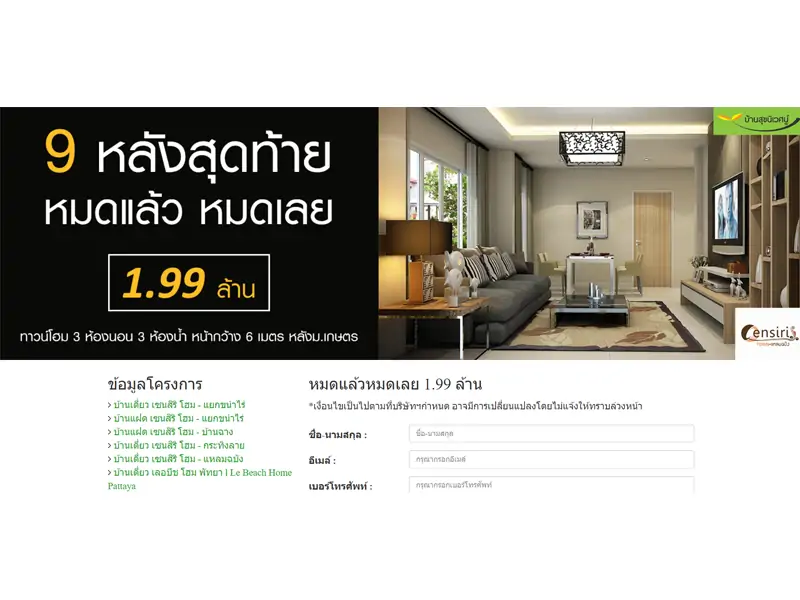 9 หลังสุดท้าย
หมดแล้ว หมดเลย
1.99 ล้าน
ทาวน์โฮม 3 ห้องนอน 3 ห้องน้ำ หน้ากว้าง 6 เมตร หลังม.เกษตร
บ้านสุขนิเวศน์
ensiri
ข้อมูลโครงการ
› บ้านเดี่ยว เซนสิริ โฮม - แยกขนำไร่
› บ้านแฝด เซนสิริ โฮม - แยกขนำไร่
› บ้านแฝด เซนสิริ โฮม - บ้านฉาง
› บ้านเดี่ยว เซนสิริ โฮม - กระทิงลาย
› บ้านเดี่ยว เซนสิริ โฮม - แหลมฉบัง
› บ้านเดี่ยว เลอบีช โฮม พัทยา l Le Beach Home
Pattaya
หมดแล้วหมดเลย 1.99 ล้าน
*เงื่อนไขเป็นไปตามที่บริษัทฯกำหนด อาจมีการเปลี่ยนแปลงโดยไม่แจ้งให้ทราบล่วงหน้า
ชื่อ-นามสกุล : ชื่อ-นามสกุล
อีเมล์ : กรุณากรอกอีเมล์
เบอร์โทรศัพท์ : กรุณากรอกเบอร์โทรศัพท์